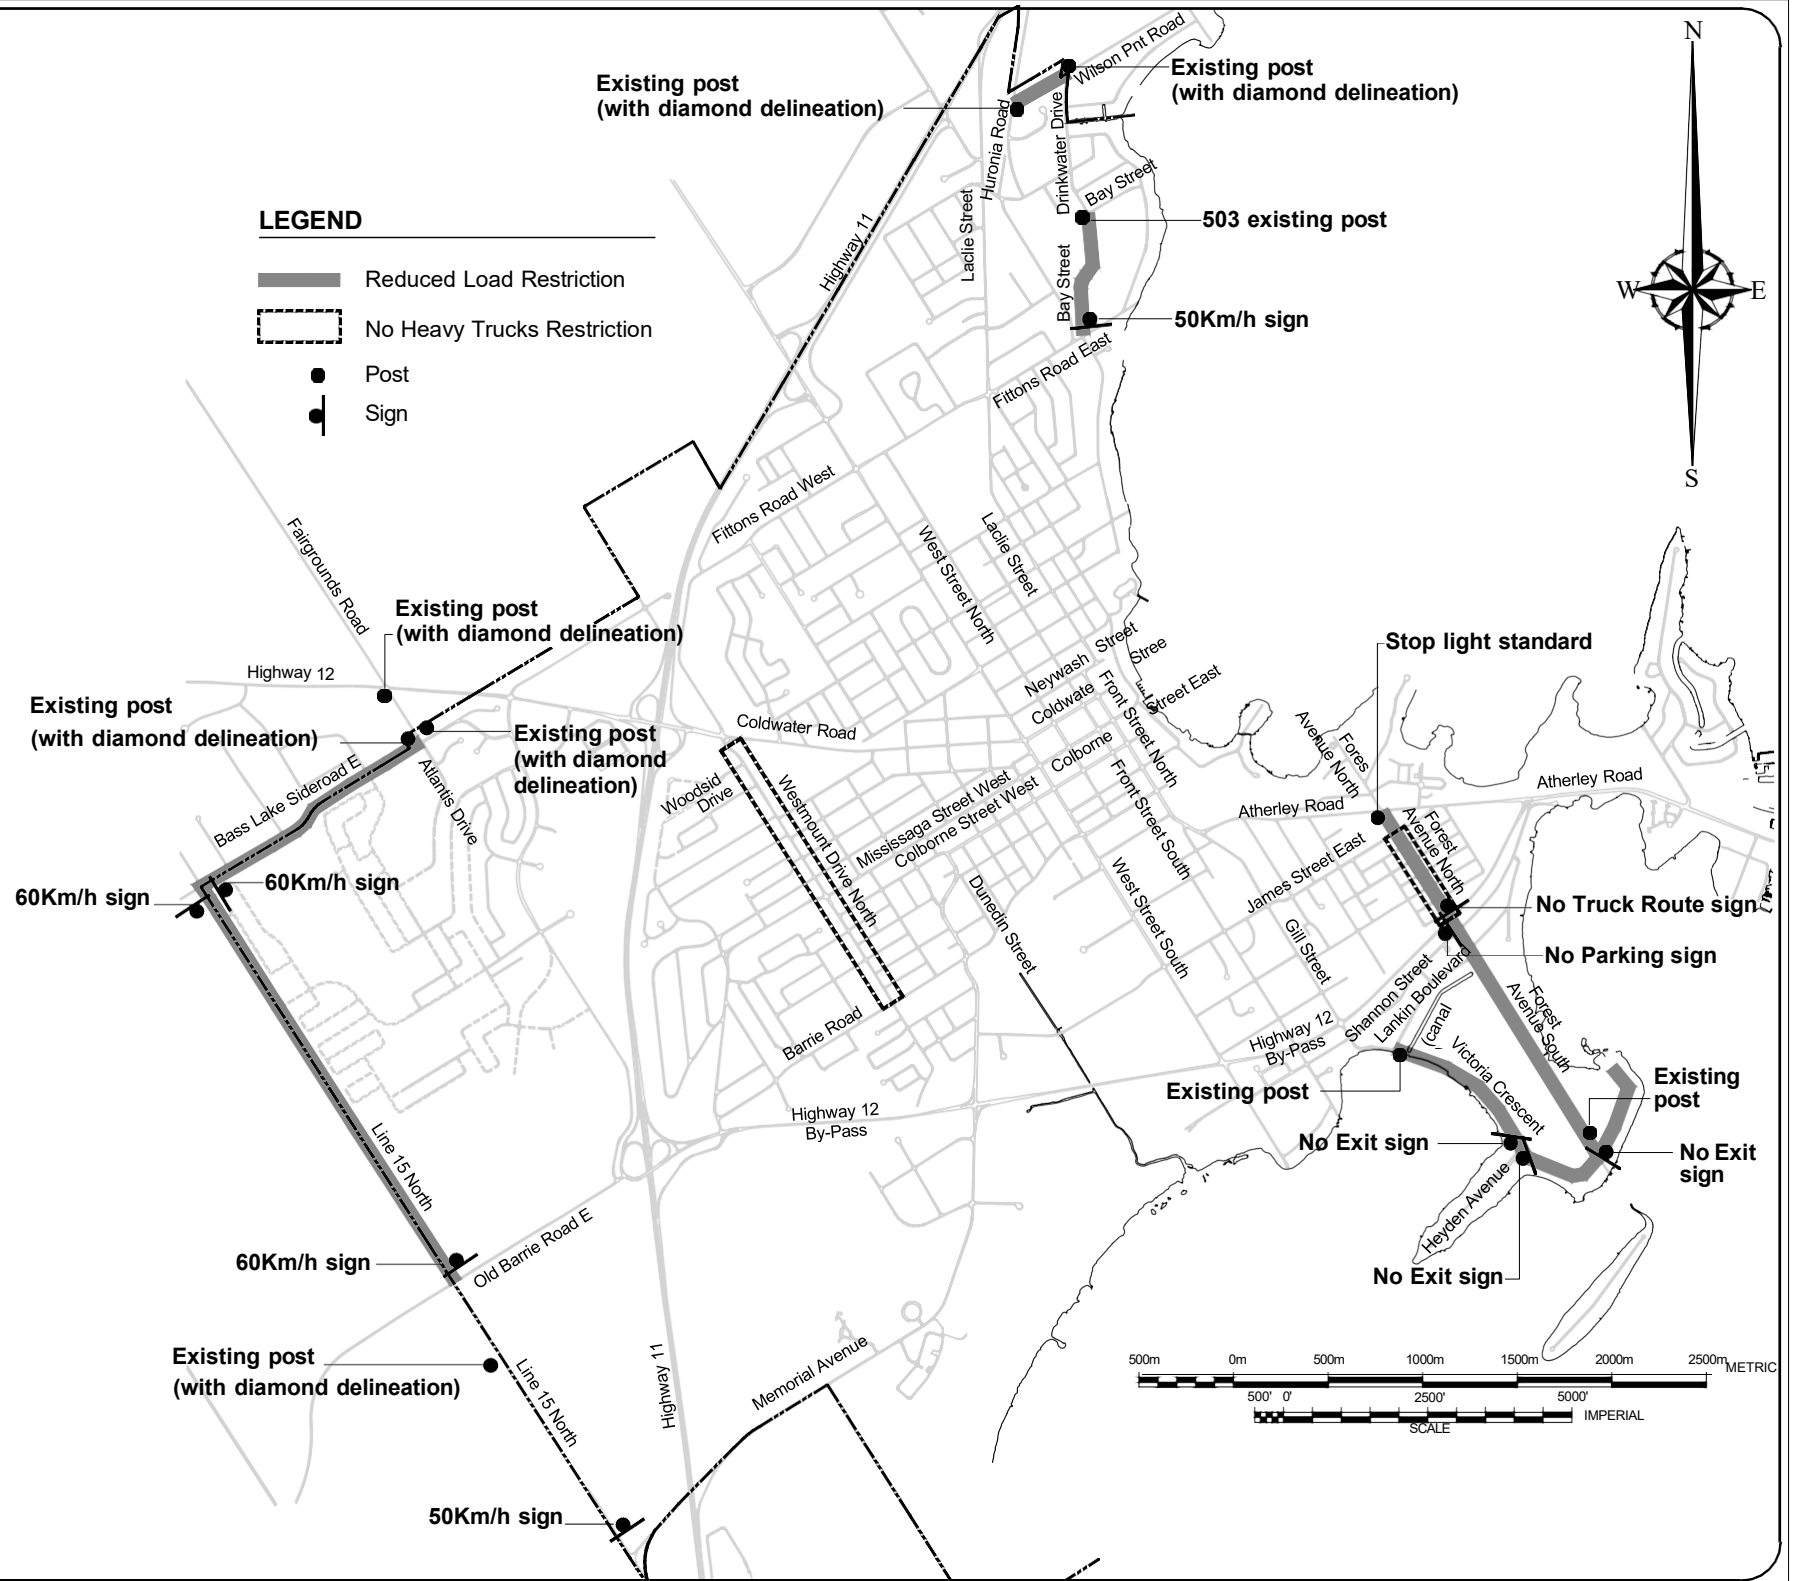 Existing post
(with diamond delineation)
Wilson Pnt Road
Existing post
(with diamond delineation)
N
W
E
S
Huronia Road
Drinkwater Drive
Bay Street
503 existing post
Laclie Street
Highway 11
Bay Street
50Km/h sign
Fittons Road East
LEGEND
Reduced Load Restriction
No Heavy Trucks Restriction
Post
Sign
Fittons Road West
Fairgrounds Road
West Street North
Laclie Street
Existing post
(with diamond delineation)
Highway 12
Existing post
(with diamond delineation)
Existing post
(with diamond
delineation)
Bass Lake Sideroad E
Atlantis Drive
60Km/h sign
60Km/h sign
Coldwater Road
Woodsid
Drive
Westmount Drive North
Neywash Street
Coldwate
Stree
Street East
Colborne
Front Street North
Front Street South
Mississaga Street West
Colborne Street West
Dunedin Street
West Street South
Barrie Road
Stop light standard
Fores
Avenue North
Atherley Road
Atherley Road
Forest
Avenue North
James Street East
Gill Street
No Truck Route sign
No Parking sign
Shannon Street
Lankin Boulevard
canal
Forest
Avenue South
Highway 12
By-Pass
Victoria Crescent
Existing post
Existing
post
No Exit sign
No Exit
sign
Heyden Avenue
No Exit sign
Highway 12
By-Pass
Line 15 North
60Km/h sign
Old Barrie Road E
Existing post
(with diamond delineation)
Line 15 North
Highway 11
Memorial Avenue
50Km/h sign
500m 0m 500m 1000m 1500m 2000m 2500m METRIC
500' 0' 2500' 5000'
IMPERIAL
SCALE